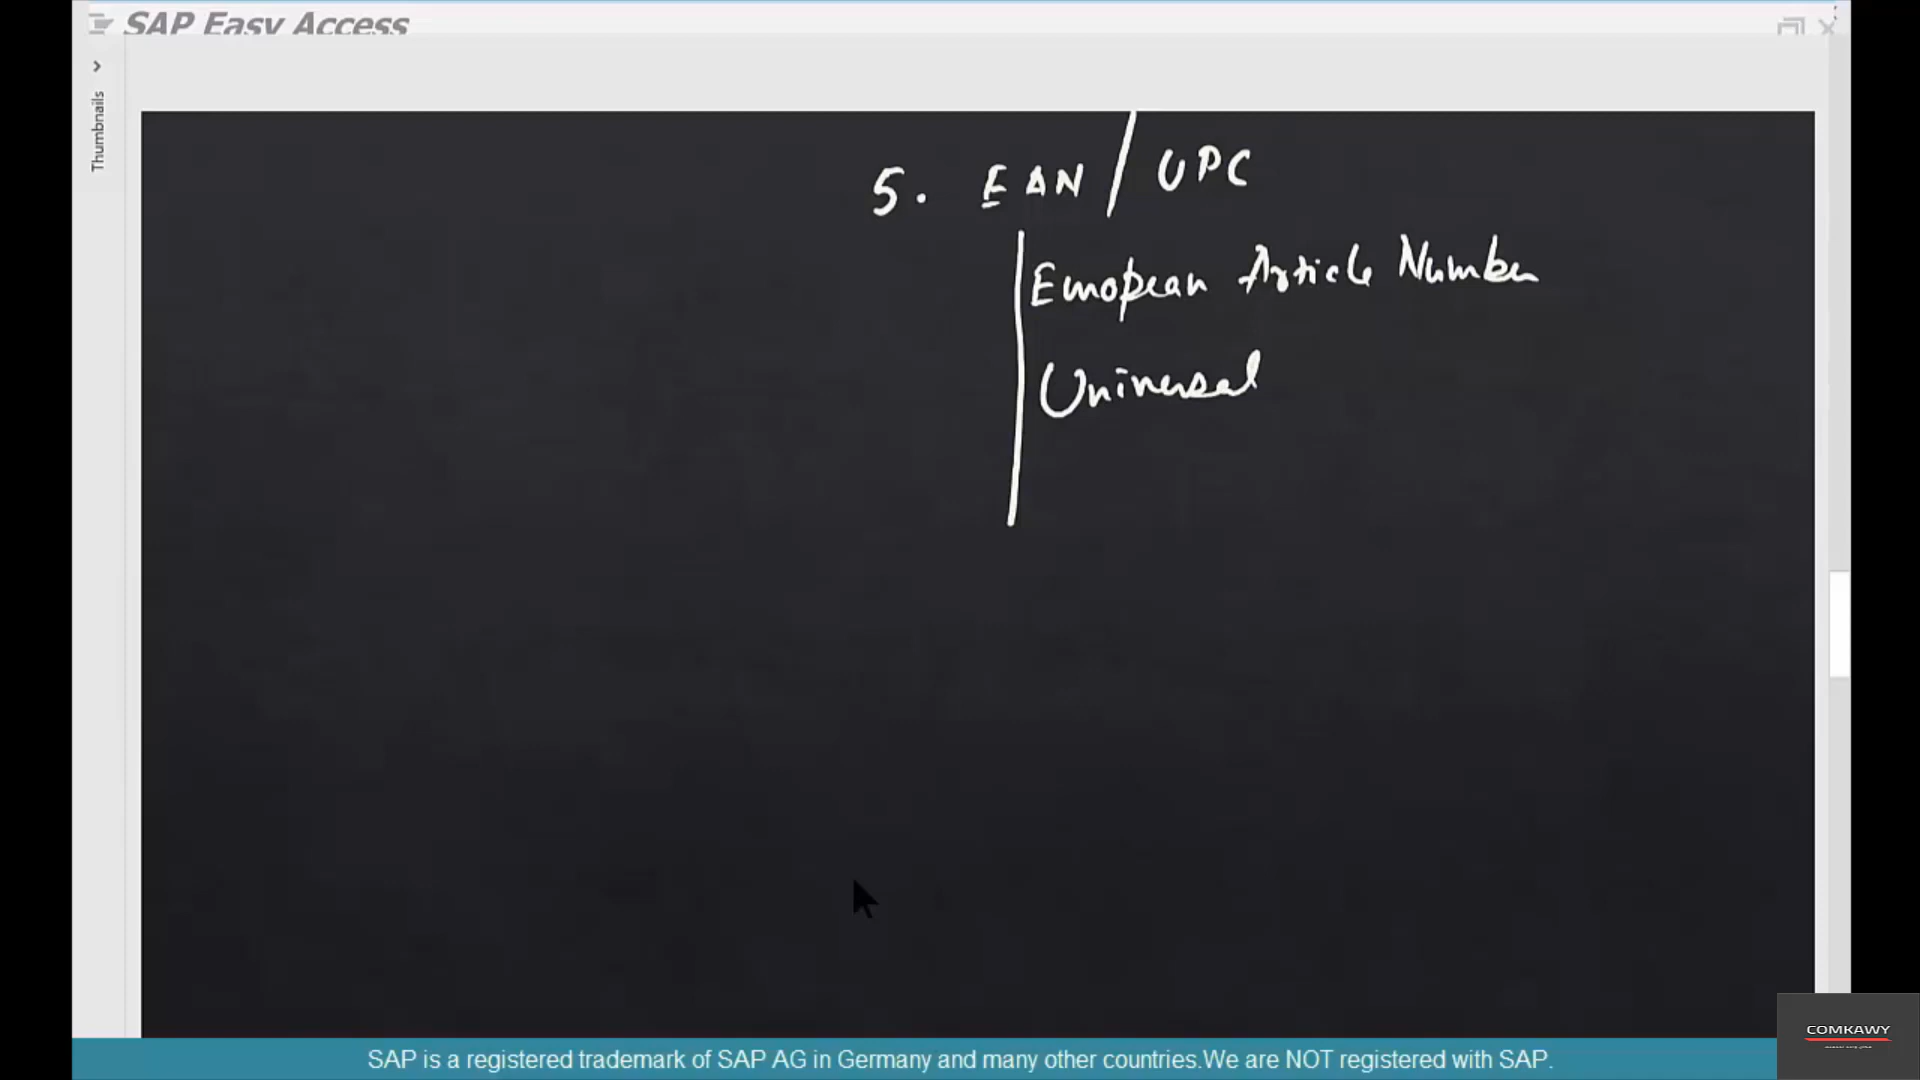 SAP Easy Access
Thumbnails
5. EAN / UPC
European Article Number
Universal
SAP is a registered trademark of SAP AG in Germany and many other countries.We are NOT registered with SAP.
COMKAWY